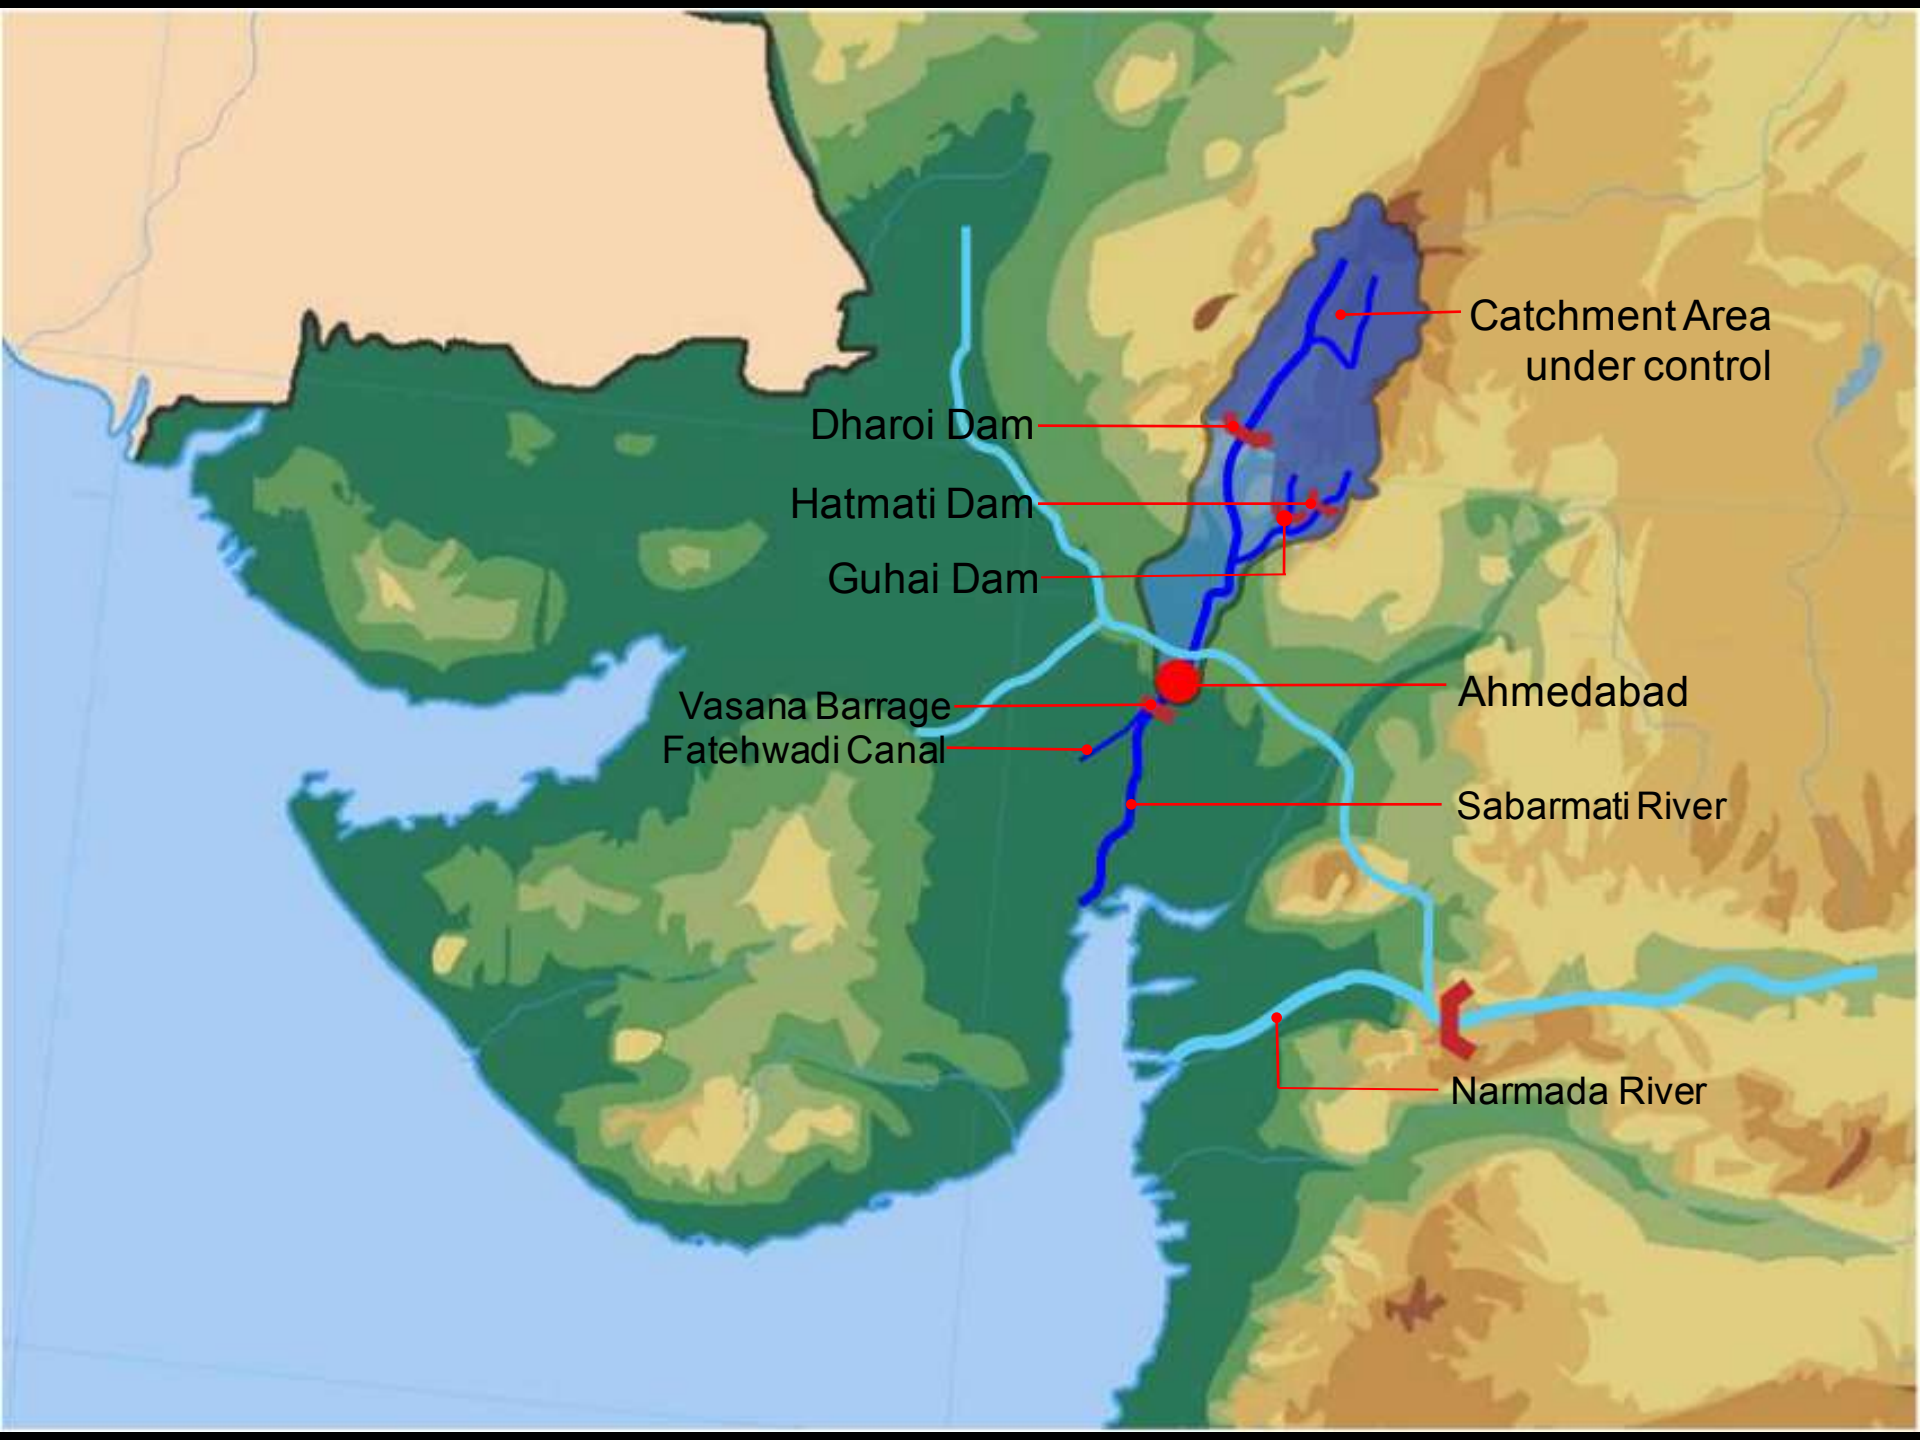 Catchment Area
under control
Dharoi Dam
Hatmati Dam
Guhai Dam
Ahmedabad
Vasana Barrage
Fatehwadi Canal
Sabarmati River
Narmada River